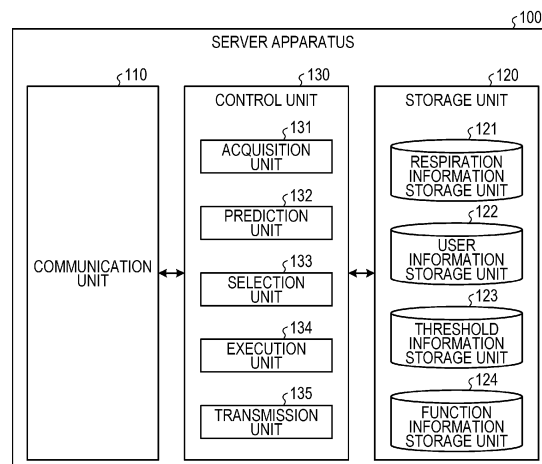 100
SERVER APPARATUS
110
COMMUNICATION
UNIT
130
CONTROL UNIT
131
ACQUISITION
UNIT
132
PREDICTION
UNIT
133
SELECTION
UNIT
134
EXECUTION
UNIT
135
TRANSMISSION
UNIT
120
STORAGE UNIT
121
RESPIRATION
INFORMATION
STORAGE UNIT
122
USER
INFORMATION
STORAGE UNIT
123
THRESHOLD
INFORMATION
STORAGE UNIT
124
FUNCTION
INFORMATION
STORAGE UNIT